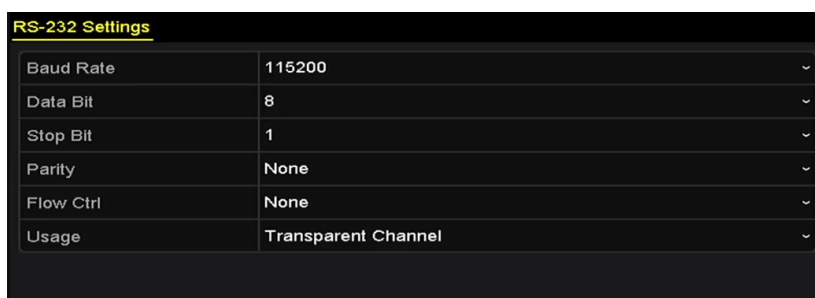 RS-232 Settings
Baud Rate 115200
Data Bit 8
Stop Bit 1
Parity None
Flow Ctrl None
Usage Transparent Channel